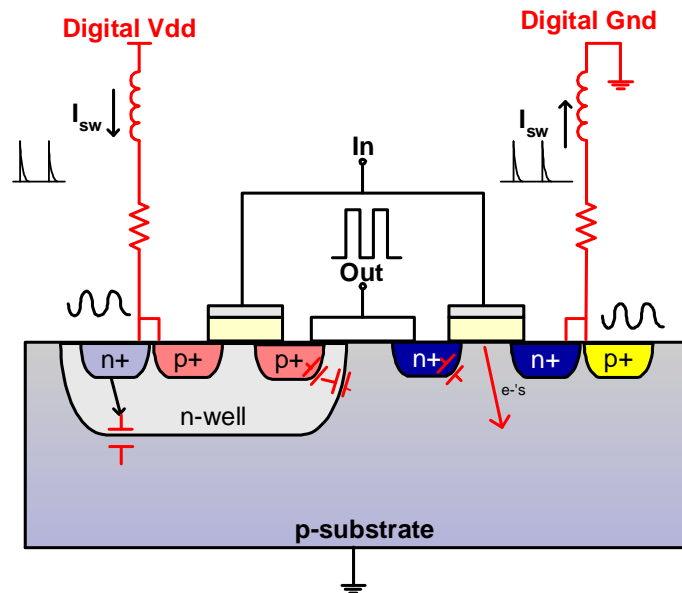 Digital Vdd
Digital Gnd
Isw
Isw
In
Out
n+
p+
p+
n+
n+
p+
e-'s
n-well
p-substrate